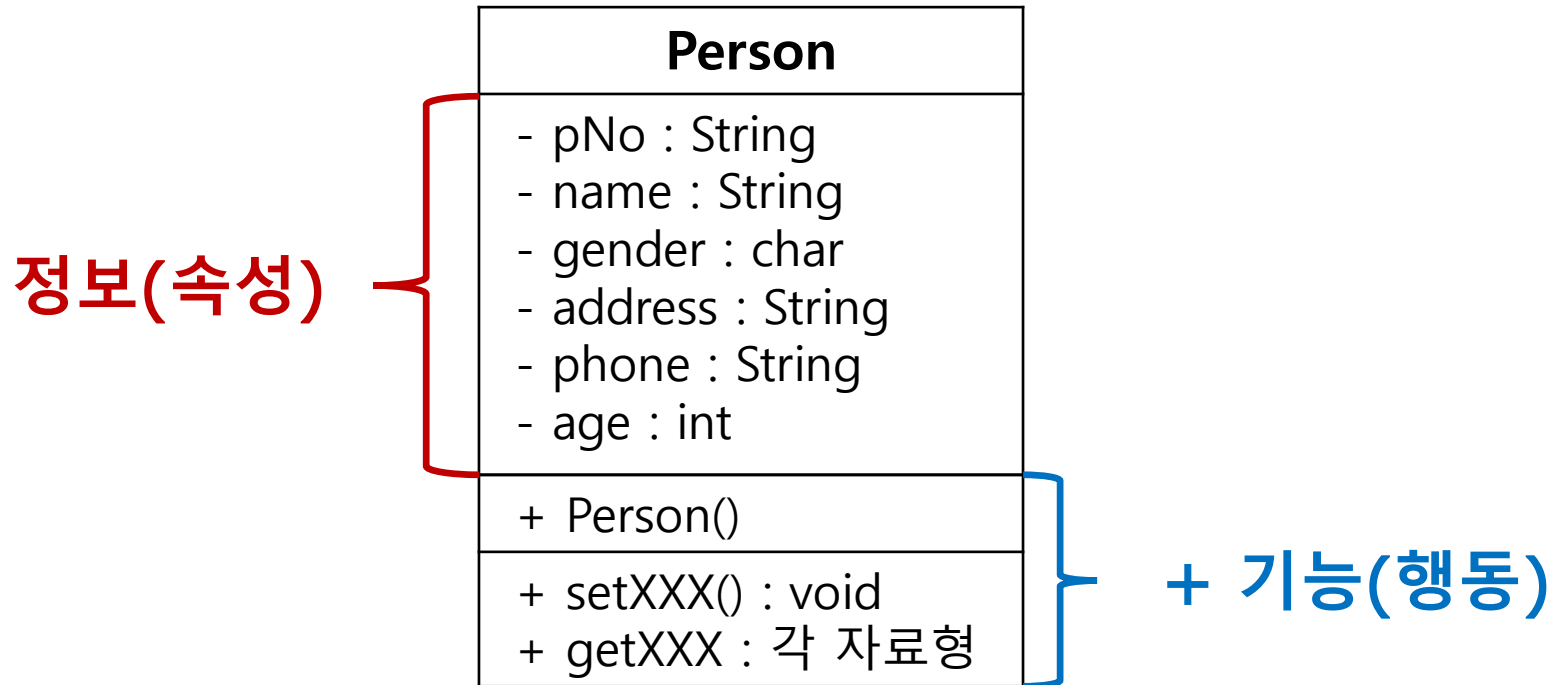 Person
- pNo : String
- name : String
- gender : char
- address : String
- phone : String
- age : int
정보(속성)
+ Person()
+ setXXX() : void
+ getXXX : 각 자료형
+ 기능(행동)